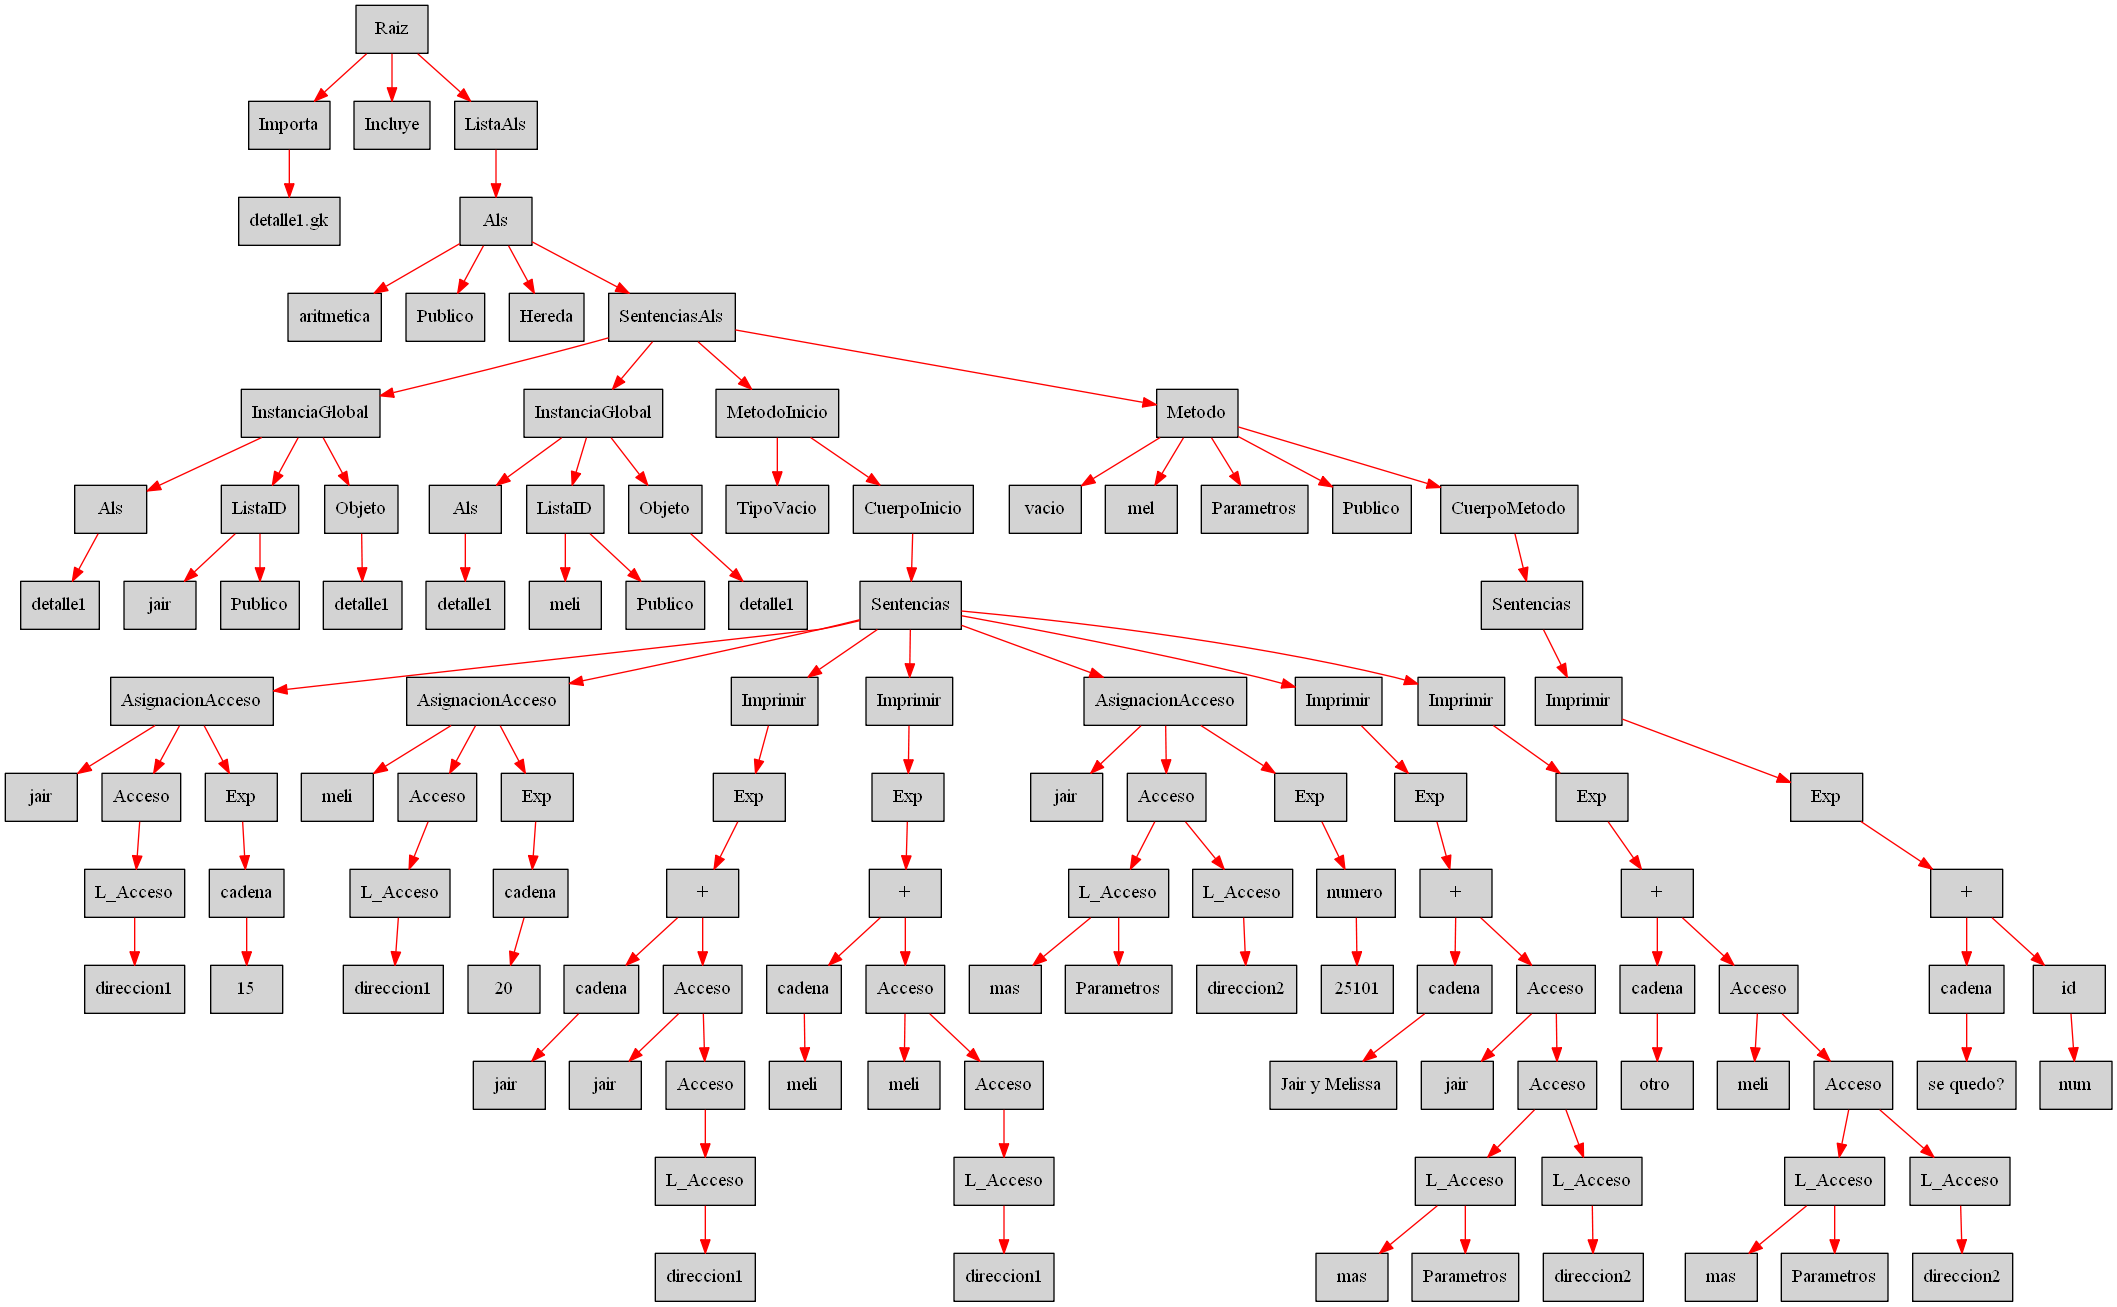 Raiz
Importa Incluye ListaAls
detalle1.gk Als
aritmetica Publico Hereda SentenciasAls
InstanciaGlobal InstanciaGlobal MetodoInicio Metodo
Als ListaID Objeto Als ListaID Objeto TipoVacio CuerpoInicio vacio mel Parametros Publico CuerpoMetodo
detalle1 jair Publico detalle1 detalle1 meli Publico detalle1 Sentencias Sentencias
AsignacionAcceso AsignacionAcceso Imprimir Imprimir AsignacionAcceso Imprimir Imprimir Imprimir
jair Acceso Exp meli Acceso Exp Exp Exp jair Acceso Exp Exp Exp Exp
L_Acceso cadena L_Acceso cadena + + L_Acceso L_Acceso numero + + +
direccion1 15 direccion1 20 cadena Acceso cadena Acceso mas Parametros direccion2 25101 cadena Acceso cadena Acceso cadena id
jair jair Acceso meli meli Acceso Jair y Melissa jair Acceso otro meli Acceso se quedo? num
L_Acceso L_Acceso L_Acceso L_Acceso L_Acceso L_Acceso
direccion1 direccion1 mas Parametros direccion2 mas Parametros direccion2